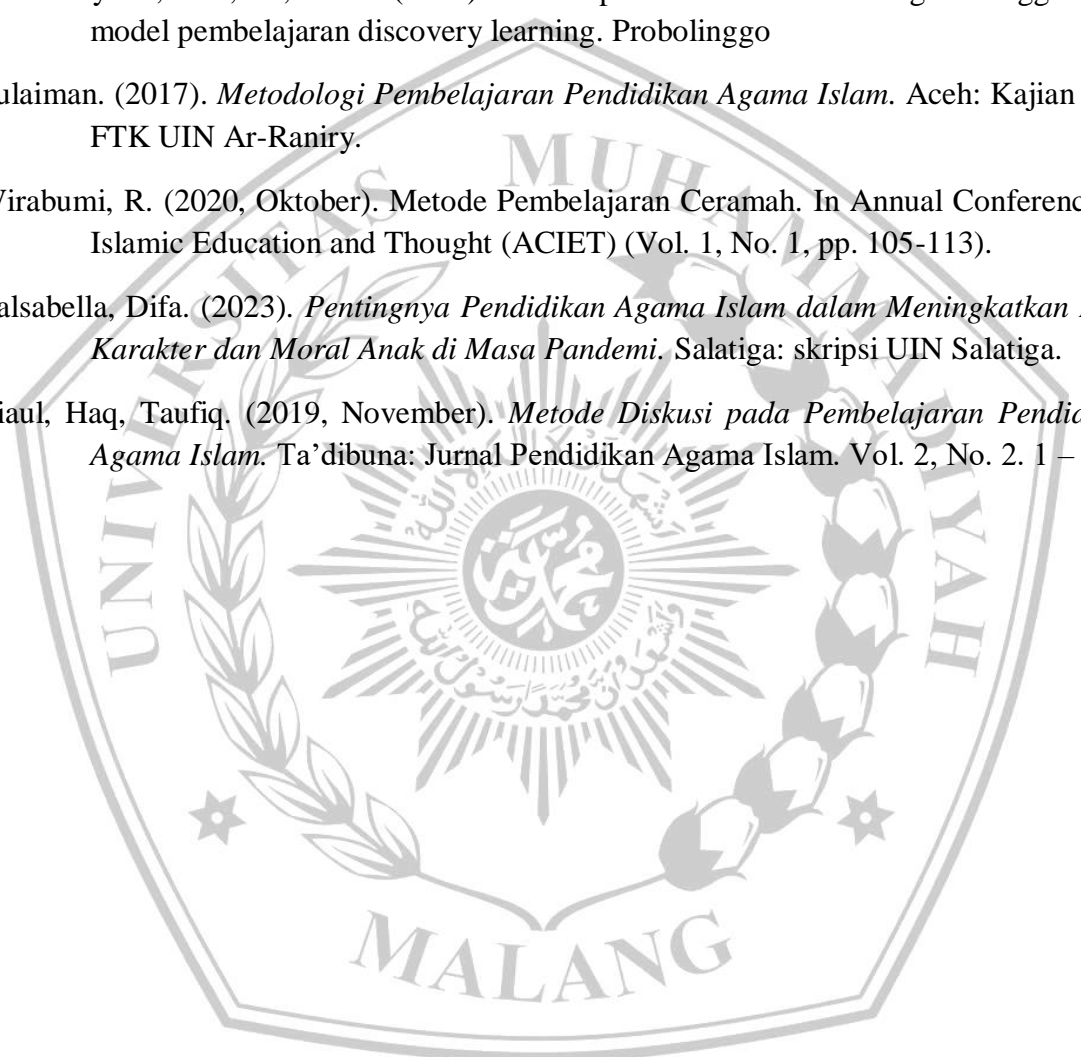 model pembelajaran discovery learning. Probolinggo
ulaiman. (2017). Metodologi Pembelajaran Pendidikan Agama Islam. Aceh: Kajian
FTK UIN Ar-Raniry.
irabumi, R. (2020, Oktober). Metode Pembelajaran Ceramah. In Annual Conferenc
Islamic Education and Thought (ACIET) (Vol. 1, No. 1, pp. 105-113).
alsabella, Difa. (2023). Pentingnya Pendidikan Agama Islam dalam Meningkatkan
Karakter dan Moral Anak di Masa Pandemi. Salatiga: skripsi UIN Salatiga.
iaul, Haq, Taufiq. (2019, November). Metode Diskusi pada Pembelajaran Pendid
Agama Islam. Ta’dibuna: Jurnal Pendidikan Agama Islam. Vol. 2, No. 2. 1 –
UNIVERSITAS MUHAMMADIYAH
MALANG